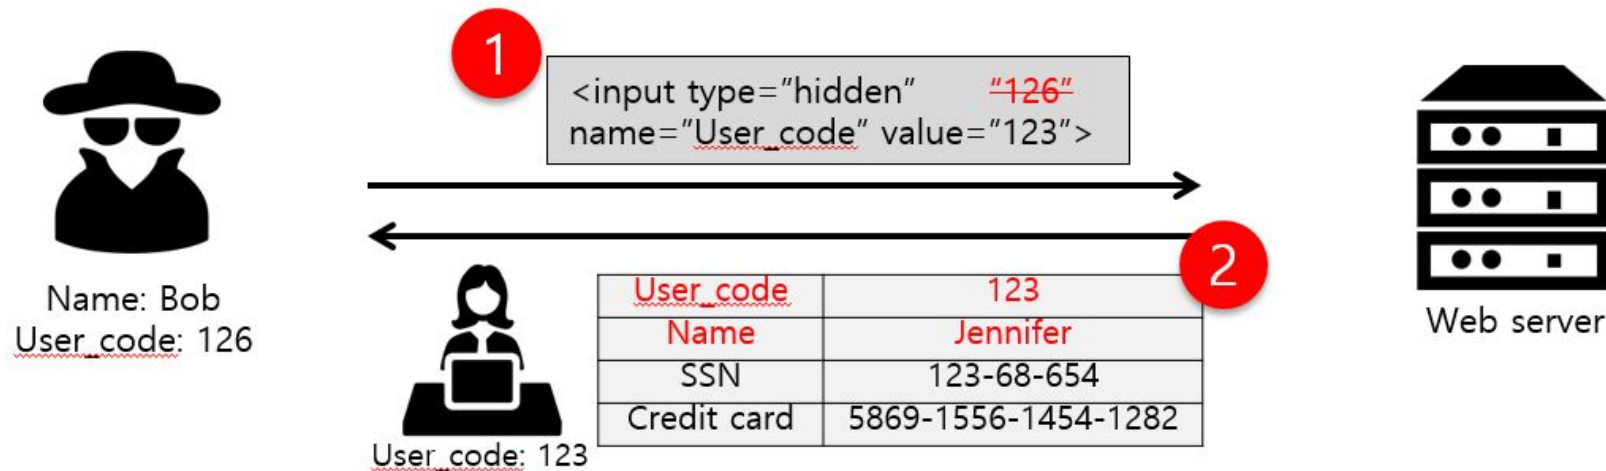 1
<input type="hidden" "126"
name="User_code" value="123">
2
Name: Bob
User_code: 126
User_code 123
Name Jennifer
SSN 123-68-654
Credit card 5869-1556-1454-1282
User_code: 123
Web server